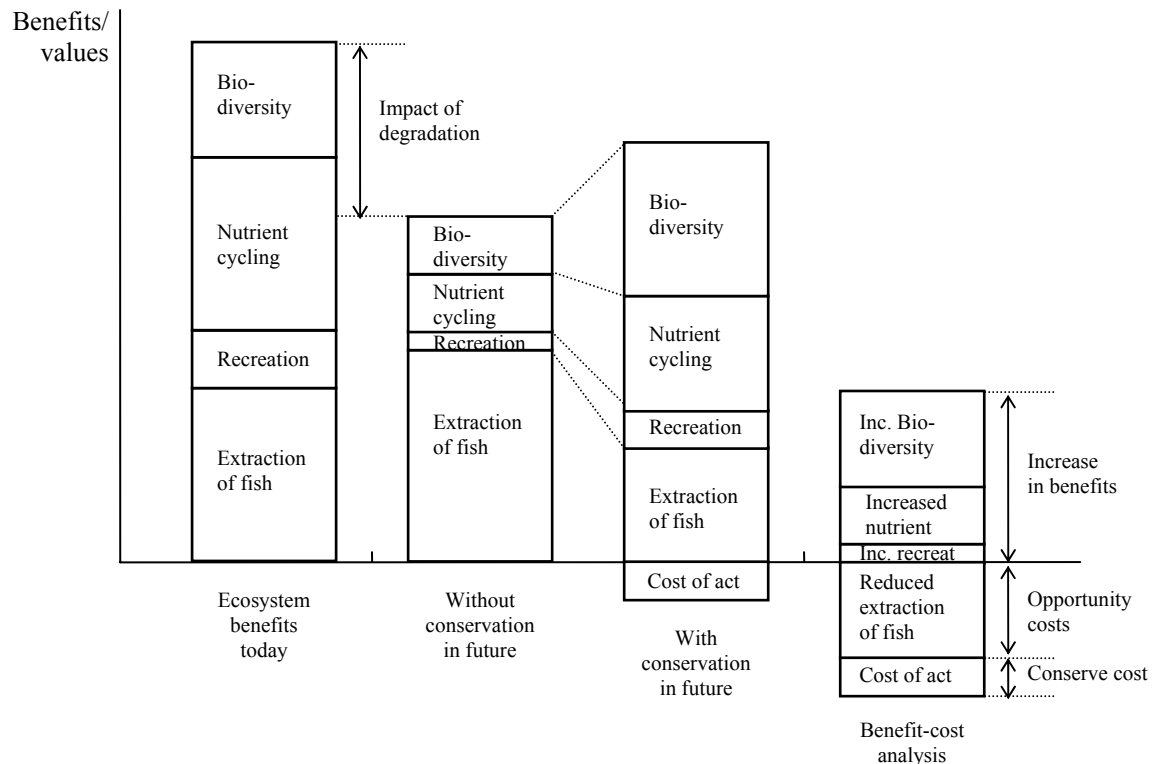 Benefits/
values
Bio-
diversity
Nutrient
cycling
Recreation
Extraction
of fish
Ecosystem
benefits
today
Impact of
degradation
Bio-
diversity
Nutrient
cycling
Recreation
Extraction
of fish
Without
conservation
in future
Bio-
diversity
Nutrient
cycling
Recreation
Extraction
of fish
Cost of act
With
conservation
in future
Inc. Bio-
diversity
Increased
nutrient
Inc. recreat
Reduced
extraction
of fish
Cost of act
Benefit-cost
analysis
Increase
in benefits
Opportunity
costs
Conserve cost